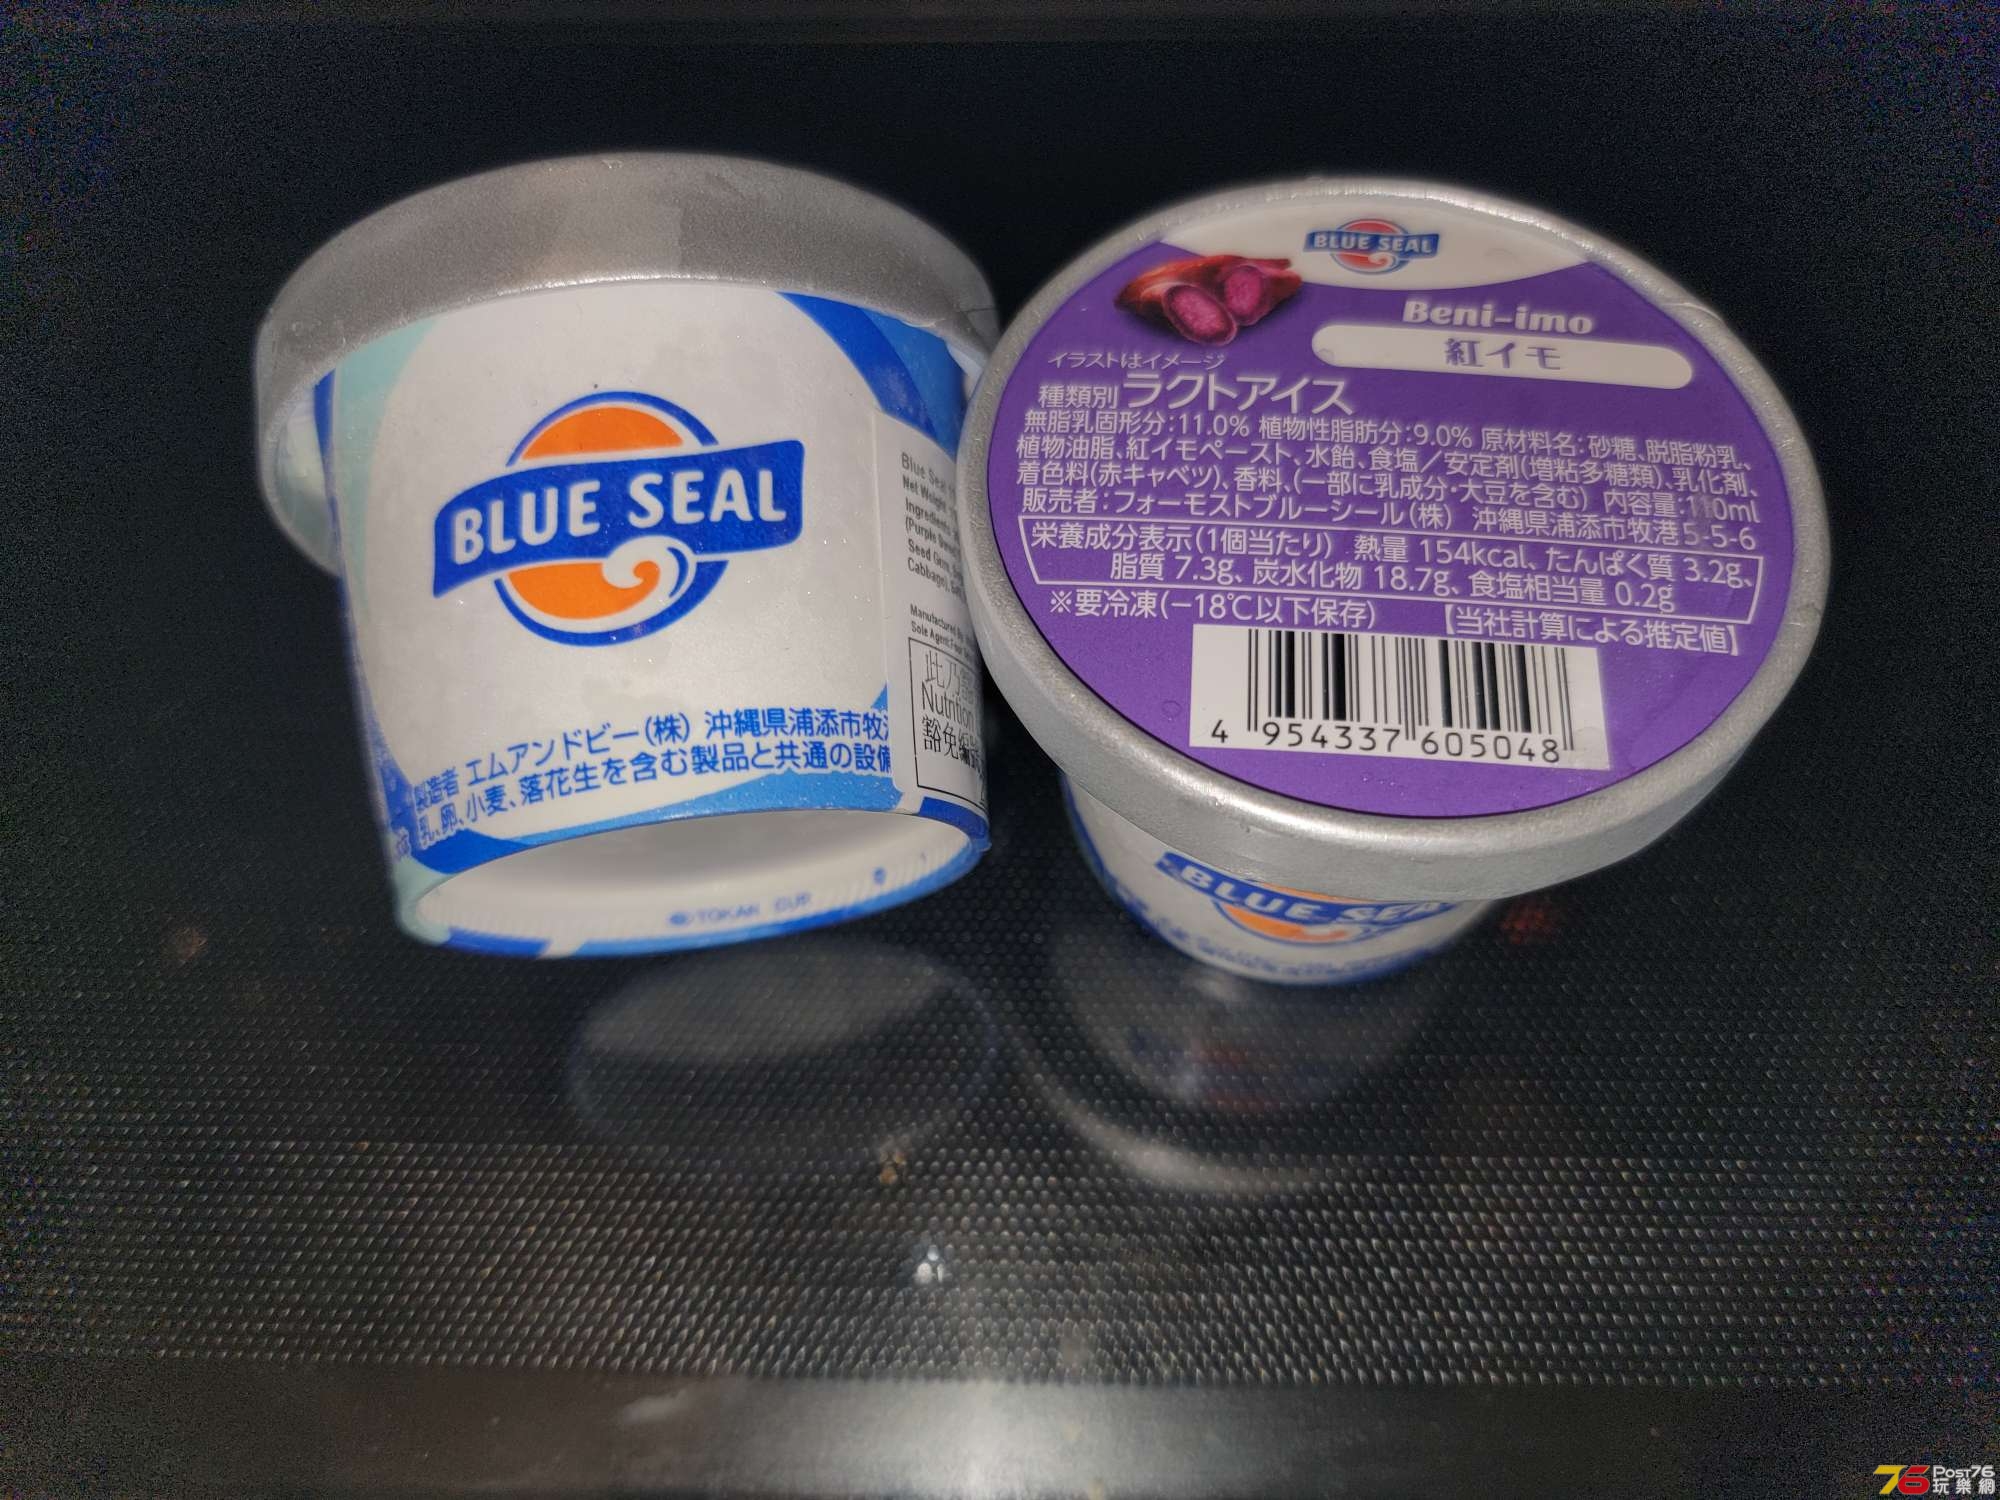 BLUE SEAL
製造者 エムアンドビー(株) 沖縄県浦添市牧
乳、卵、小麦、落花生を含む製品と共通の設備
TOKAN CUP
Blue Seal
Net Weight
Ingredients
(Purple Sweet
Seed Gum,
Cabbage),
Manufactured By
Sole Agent: Four
此乃
Nutrition
豁免編號
BLUE SEAL
Beni-imo
紅イモ
イラストはイメージ
種類別 ラクトアイス
無脂乳固形分:11.0% 植物性脂肪分:9.0% 原材料名:砂糖、脱脂粉乳、
植物油脂、紅イモペースト、水飴、食塩/安定剤(増粘多糖類)、乳化剤、
着色料(赤キャベツ)、香料、(一部に乳成分・大豆を含む) 内容量:110ml
販売者:フォーモストブルーシール(株) 沖縄県浦添市牧港5-5-6
栄養成分表示(1個当たり) 熱量 154kcal、たんぱく質 3.2g、
脂質 7.3g、炭水化物 18.7g、食塩相当量 0.2g
※要冷凍(−18℃以下保存) 【当社計算による推定値】
4 954337 605048
BLUE SEAL
76 Post76
玩樂網